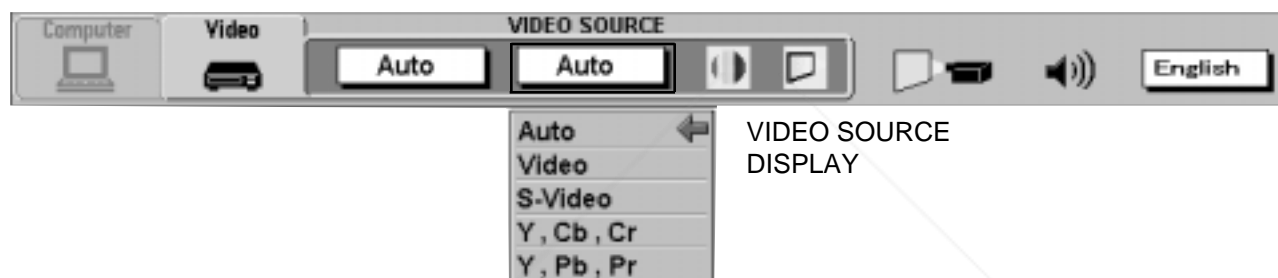 Computer Video VIDEO SOURCE
Auto Auto English
Auto
Video
S-Video
Y , Cb , Cr
Y , Pb , Pr
VIDEO SOURCE
DISPLAY